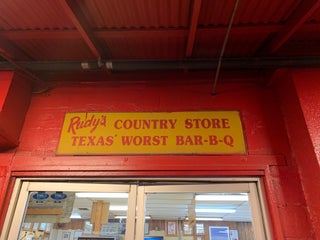 Rudy's COUNTRY STORE
TEXAS' WORST BAR-B-Q